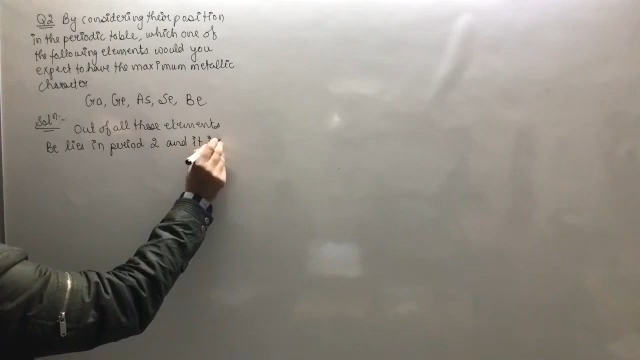 Q2 By considering their position
in the periodic table, which one of
the following elements would you
expect to have the maximum metallic
character
Ga, Ge, As, Se, Be
Solⁿ:- Out of all these elements
Be lies in period 2 and it